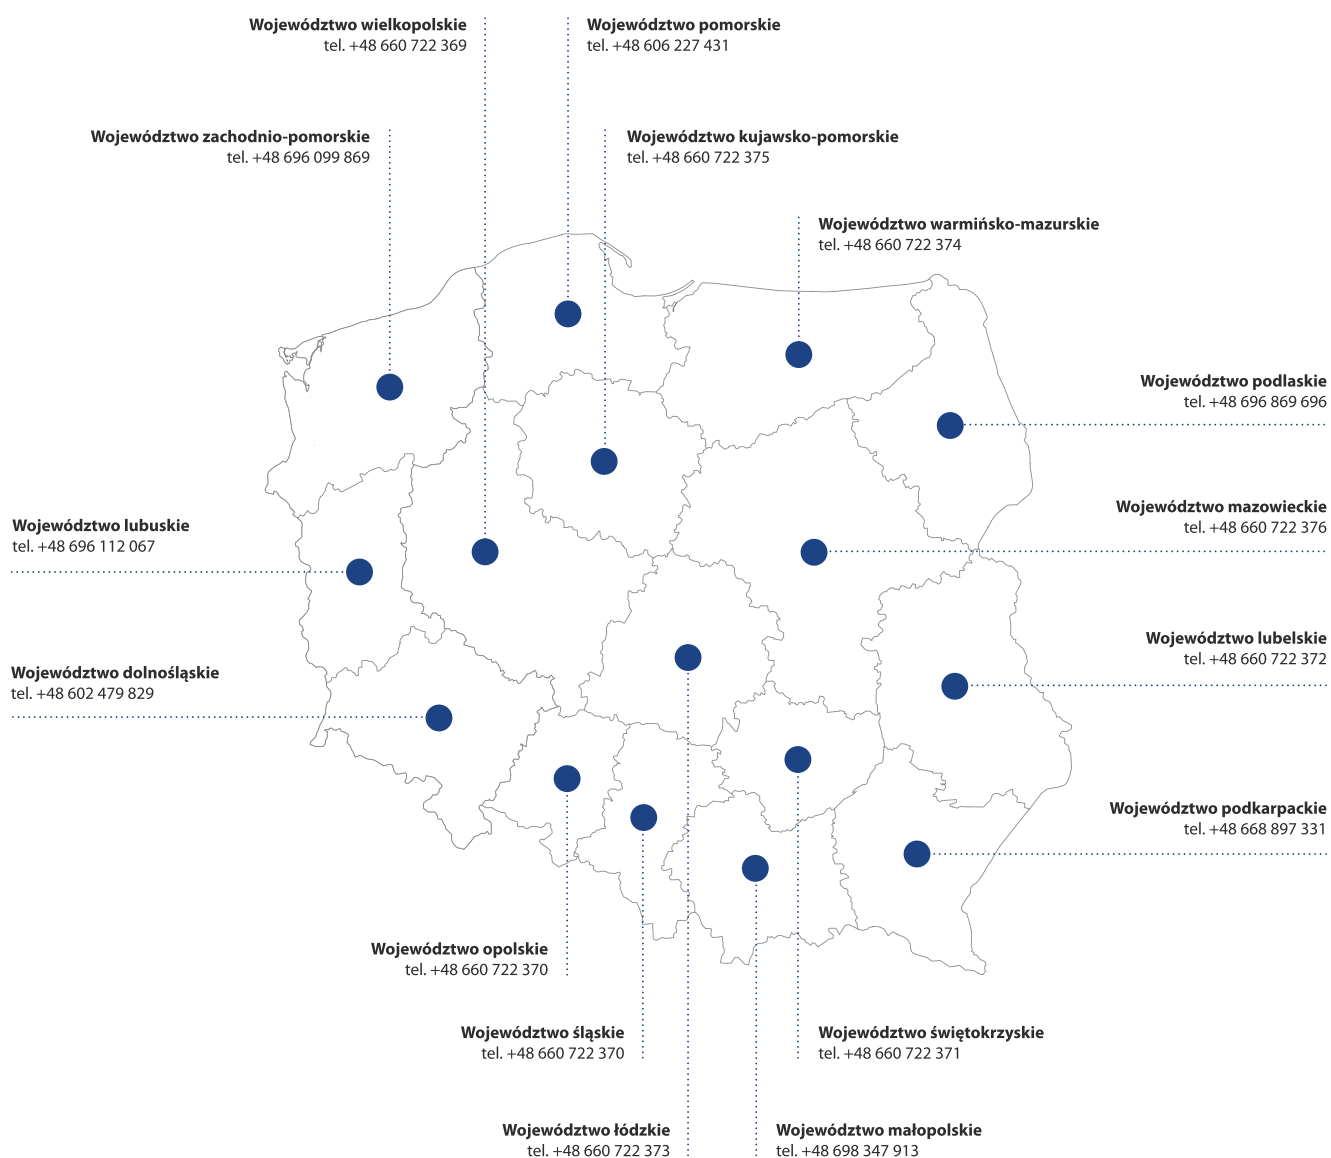 Województwo wielkopolskie
tel. +48 660 722 369
Województwo pomorskie
tel. +48 606 227 431
Województwo zachodnio-pomorskie
tel. +48 696 099 869
Województwo kujawsko-pomorskie
tel. +48 660 722 375
Województwo warmińsko-mazurskie
tel. +48 660 722 374
Województwo podlaskie
tel. +48 696 869 696
Województwo mazowieckie
tel. +48 660 722 376
Województwo lubuskie
tel. +48 696 112 067
Województwo lubelskie
tel. +48 660 722 372
Województwo dolnośląskie
tel. +48 602 479 829
Województwo podkarpackie
tel. +48 668 897 331
Województwo opolskie
tel. +48 660 722 370
Województwo śląskie
tel. +48 660 722 370
Województwo świętokrzyskie
tel. +48 660 722 371
Województwo łódzkie
tel. +48 660 722 373
Województwo małopolskie
tel. +48 698 347 913